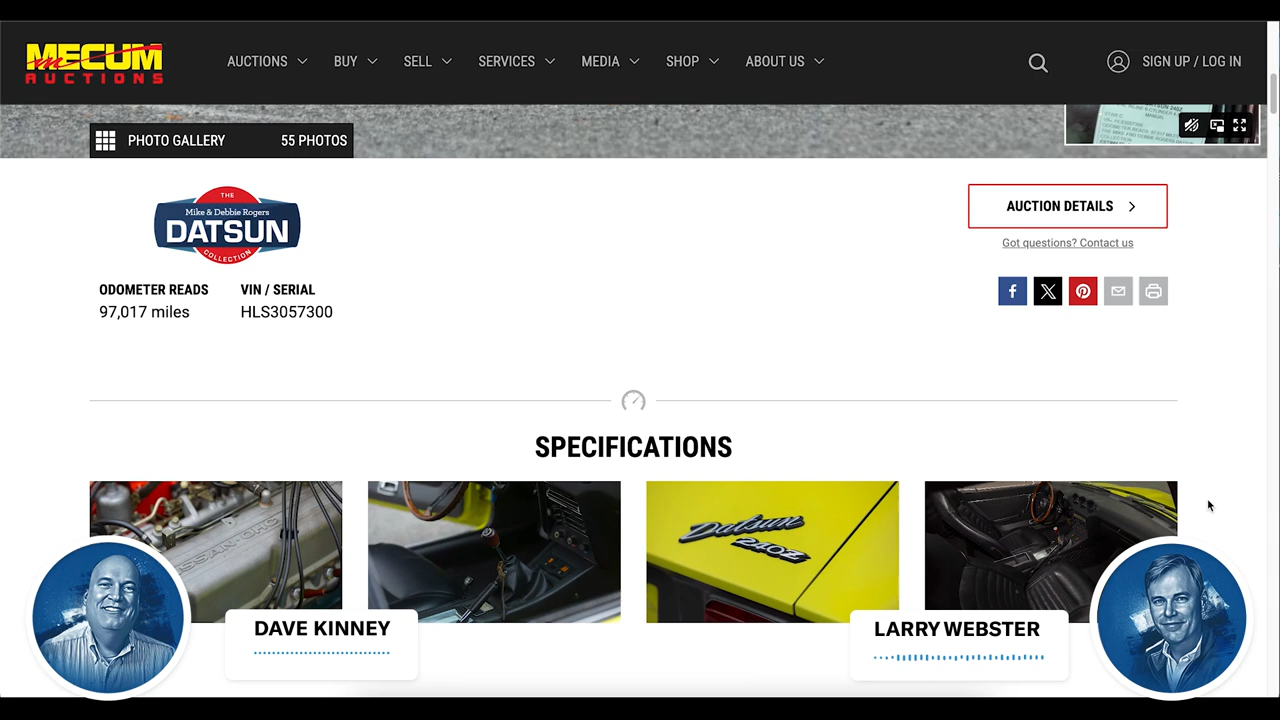 MECUM
AUCTIONS
AUCTIONS BUY SELL SERVICES MEDIA SHOP ABOUT US
SIGN UP / LOG IN
PHOTO GALLERY 55 PHOTOS
THE
Mike & Debbie Rogers
DATSUN
COLLECTION
AUCTION DETAILS
Got questions? Contact us
ODOMETER READS VIN / SERIAL
97,017 miles HLS3057300
SPECIFICATIONS
NISSAN OHC
Datsun
240Z
DAVE KINNEY
LARRY WEBSTER